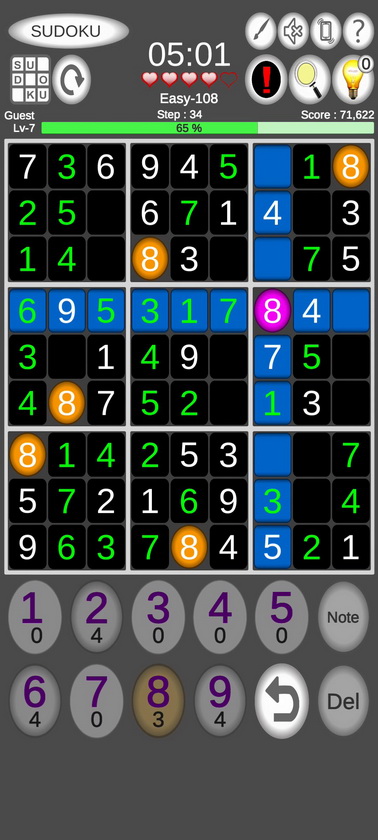 SUDOKU
05:01
?
SU
DO
KU
!
0
Easy-108
Guest
Step : 34
Score : 71,622
Lv-7
65 %
7 3 6 9 4 5 1 8
2 5 6 7 1 4 3
1 4 8 3 7 5
6 9 5 3 1 7 8 4
3 1 4 9 7 5
4 8 7 5 2 1 3
8 1 4 2 5 3 7
5 7 2 1 6 9 3 4
9 6 3 7 8 4 5 2 1
1 2 3 4 5 Note
0 4 0 0 0
6 7 8 9 Del
4 0 3 4